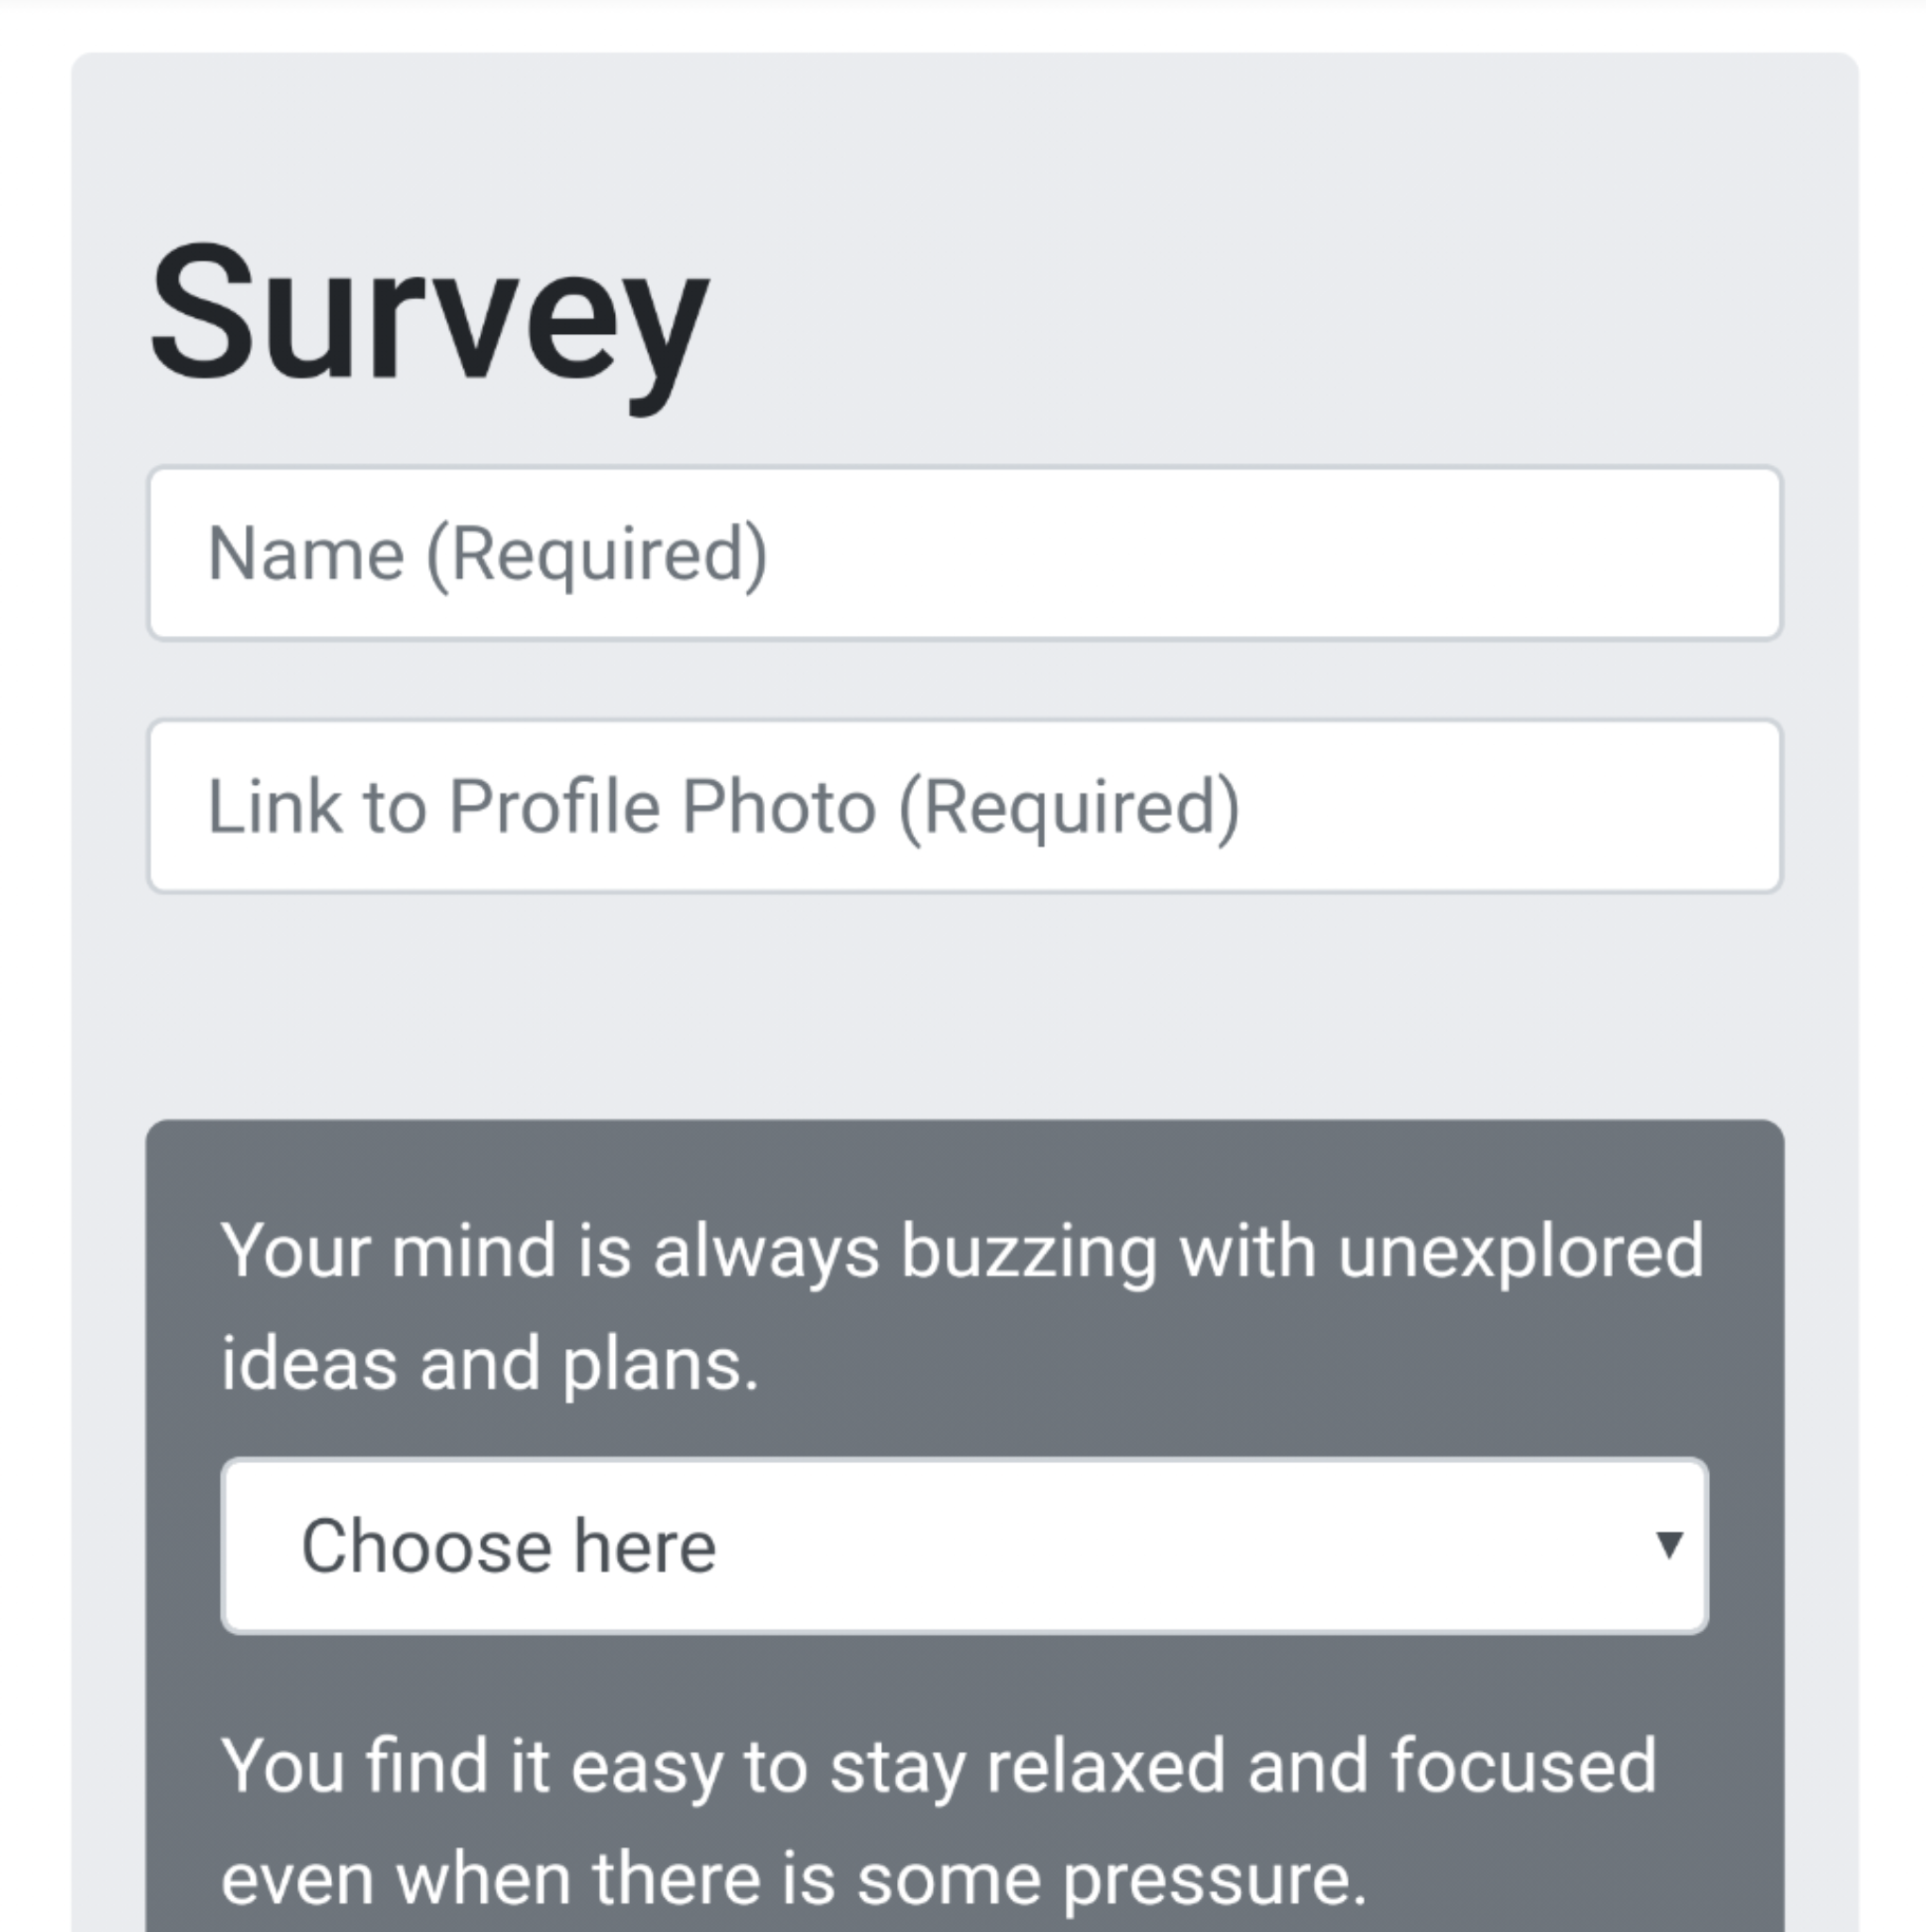 Survey
Name (Required)
Link to Profile Photo (Required)
Your mind is always buzzing with unexplored
ideas and plans.
Choose here
You find it easy to stay relaxed and focused
even when there is some pressure.